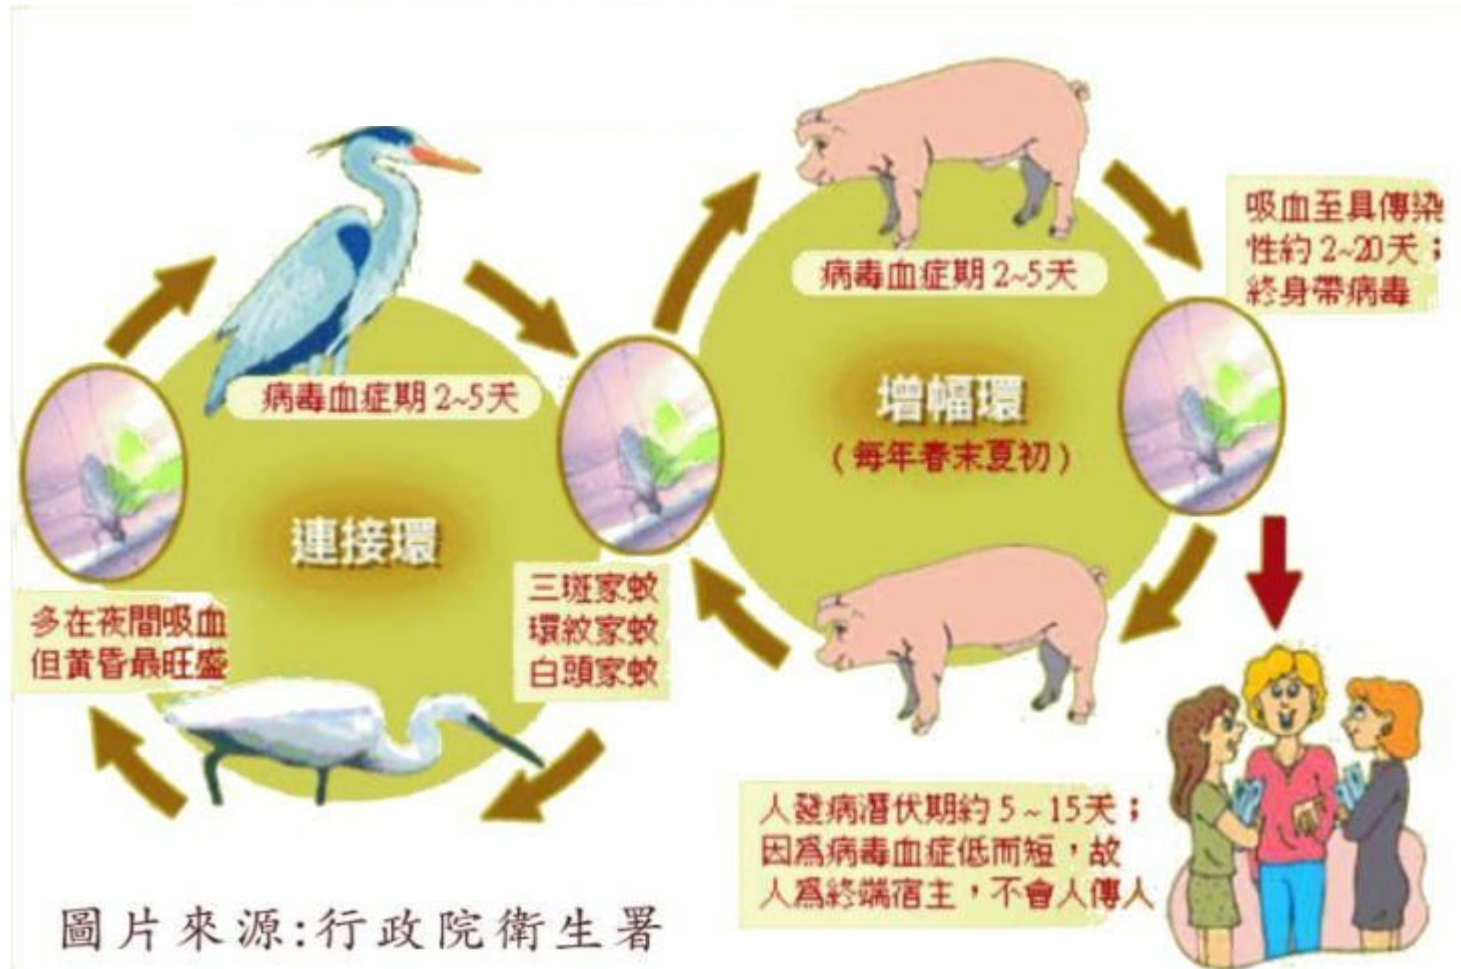 病毒血症期 2~5天
連接環
多在夜間吸血
但黃昏最旺盛
三斑家蚊
環紋家蚊
白頭家蚊
病毒血症期 2~5天
增幅環
(每年春末夏初)
吸血至具傳染
性約 2~20天；
終身帶病毒
人發病潛伏期約 5~15天；
因為病毒血症低而短，故
人為終端宿主，不會人傳人
圖片來源:行政院衛生署